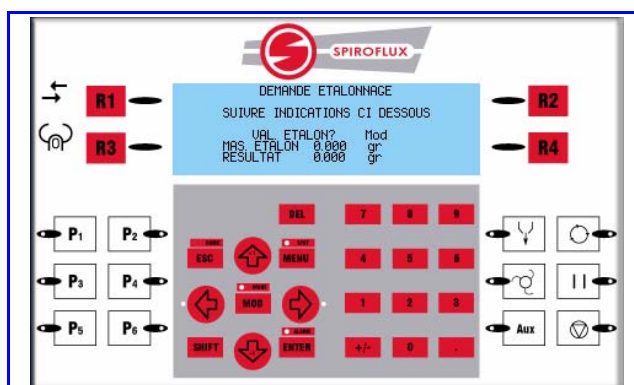 SPIROFLUX
DEMANDE ETALONNAGE
SUIVRE INDICATIONS CI DESSOUS
VAL. ETALON? Mod
MAS. ETALON 0.000 gr
RESULTAT 0.000 gr
R1
R2
R3
R4
DEL 7 8 9
ESC MENU 4 5 6
MOD 1 2 3
SHIFT ENTER +/- 0 .
P1 P2
P3 P4
P5 P6
Aux